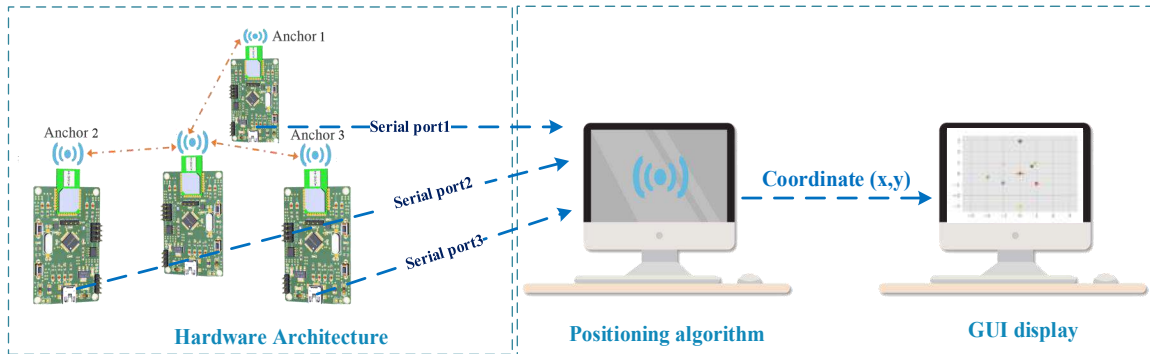 Anchor 1
Anchor 2
Anchor 3
Serial port1
Serial port2
Serial port3
Coordinate (x,y)
Hardware Architecture
Positioning algorithm
GUI display